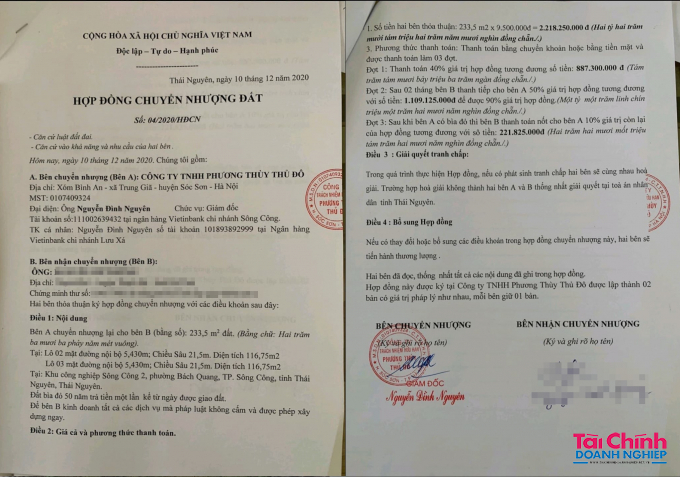 CỘNG HÒA XÃ HỘI CHỦ NGHĨA VIỆT NAM
Độc lập – Tự do – Hạnh phúc
Thái Nguyên, ngày 10 tháng 12 năm 2020
HỢP ĐỒNG CHUYỂN NHƯỢNG ĐẤT
Số: 04/2020/HĐCN
- Căn cứ luật đất đai.
- Căn cứ vào khả năng và nhu cầu của hai bên.
Hôm nay, ngày 10 tháng 12 năm 2020. Chúng tôi gồm:
A. Bên chuyển nhượng (Bên A): CÔNG TY TNHH PHƯƠNG THÙY THỦ ĐÔ
Địa chỉ: Xóm Bình An - xã Trung Giã - huyện Sóc Sơn - Hà Nội
MST: 0107409324
Đại diện: Ông Nguyễn Đình Nguyên Chức vụ: Giám đốc
Tài khoản số:111002639432 tại ngân hàng Vietinbank chi nhánh Sông Công.
TK cá nhân: Nguyễn Đình Nguyên số tài khoản 101893892999 tại Ngân hàng
Vietinbank chi nhánh Lưu Xá
B. Bên nhận chuyển nhượng (Bên B):
ÔNG:
Địa chỉ:
Chứng minh thư số:
Hai bên thỏa thuận ký hợp đồng chuyển nhượng với các điều khoản sau đây:
Điều 1: Nội dung
Bên A chuyển nhượng lại cho bên B (bằng số): 233,5 m² đất. (Bằng chữ: Hai trăm
ba mươi ba phảy năm mét vuông).
Tại: Lô 02 mặt đường nội bộ 5,430m; Chiều Sâu 21,5m. Diện tích 116,75m2
Lô 03 mặt đường nội bộ 5,430m; Chiều Sâu 21,5m. Diện tích 116,75m2
Tại: Khu công nghiệp Sông Công 2, phường Bách Quang, TP. Sông Công, tỉnh Thái
Nguyên, Thái Nguyên.
Đất bìa đỏ 50 năm trả tiền một lần kể từ ngày được giao đất.
Để bên B kinh doanh tất cả các dịch vụ mà pháp luật không cấm và được phép xây
dựng ngay.
Điều 2: Giá cả và phương thức thanh toán.
1. Số tiền hai bên thỏa thuận: 233,5 m2 x 9.500.000đ= 2.218.250.000 đ (Hai tỷ hai trăm
mười tám triệu hai trăm năm mươi nghìn đồng chẵn./.)
3. Phương thức thanh toán: Thanh toán bằng chuyển khoản hoặc bằng tiền mặt và
được thanh toán làm 03 đợt.
Đợt 1: Thanh toán 40% giá trị hợp đồng tương đương số tiền: 887.300.000 đ (Tám
trăm tám mươi bảy triệu ba trăm ngàn đồng chẵn./.)
Đợt 2: Sau 02 tháng bên B thanh tiếp cho bên A 50% giá trị hợp đồng tương đương
với số tiền: 1.109.125.000đ để được 90% giá trị hợp đồng.(Một tỷ một trăm linh chín
triệu một trăm hai mươi năm nghìn đồng chẵn./.)
Đợt 3: Sau khi bên A có bìa đỏ thì bên B thanh toán nốt cho bên A 10% giá trị còn lại
của hợp đồng tương đương với số tiền: 221.825.000đ (Hai trăm hai mươi mốt triệu
tám trăm hai mươi năm nghìn đồng chẵn./.)
Điều 3 : Giải quyết tranh chấp:
Trong quá trình thực hiện Hợp đồng, nếu có phát sinh tranh chấp hai bên sẽ cùng nhau hoà
giải. Trường hợp hoà giải không thành hai bên A và B thống nhất giải quyết tại toà án nhân
dân tỉnh Thái Nguyên.
Điều 4 : Bổ sung Hợp đồng
Nếu có thay đổi hoặc bổ sung các điều khoản trong hợp đồng chuyển nhượng này, hai bên sẽ
tiến hành thương lượng .
Hai bên đã đọc, thống nhất tất cả các nội dung đã ghi trong hợp đồng.
Hợp đồng này được ký tại Công ty TNHH Phương Thùy Thủ Đô được lập thành 02
bản có giá trị pháp lý như nhau, mỗi bên giữ 01 bản.
BÊN CHUYỂN NHƯỢNG BÊN NHẬN CHUYỂN NHƯỢNG
(Ký và ghi rõ họ tên) (Ký và ghi rõ họ tên)
GIÁM ĐỐC
Nguyễn Đình Nguyên
Tài Chính
DOANH NGHIỆP